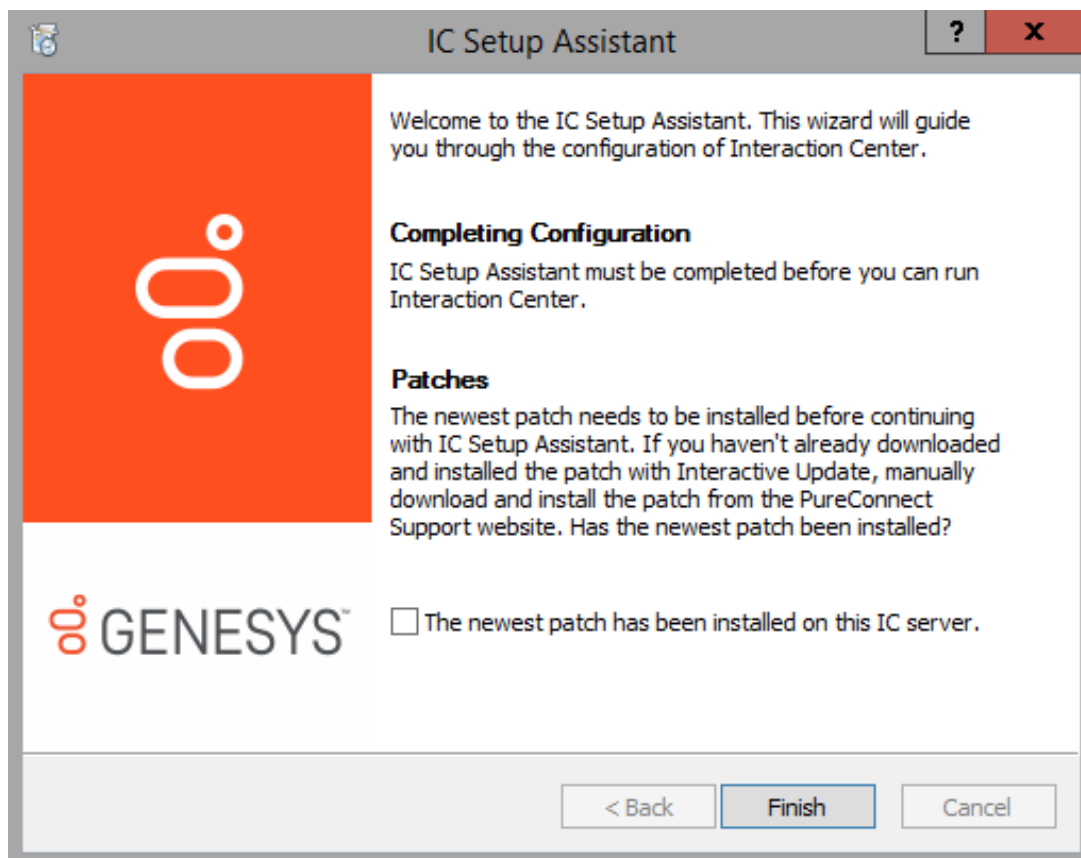 IC Setup Assistant
?
x
Welcome to the IC Setup Assistant. This wizard will guide
you through the configuration of Interaction Center.
Completing Configuration
IC Setup Assistant must be completed before you can run
Interaction Center.
Patches
The newest patch needs to be installed before continuing
with IC Setup Assistant. If you haven't already downloaded
and installed the patch with Interactive Update, manually
download and install the patch from the PureConnect
Support website. Has the newest patch been installed?
GENESYS™
The newest patch has been installed on this IC server.
< Back
Finish
Cancel